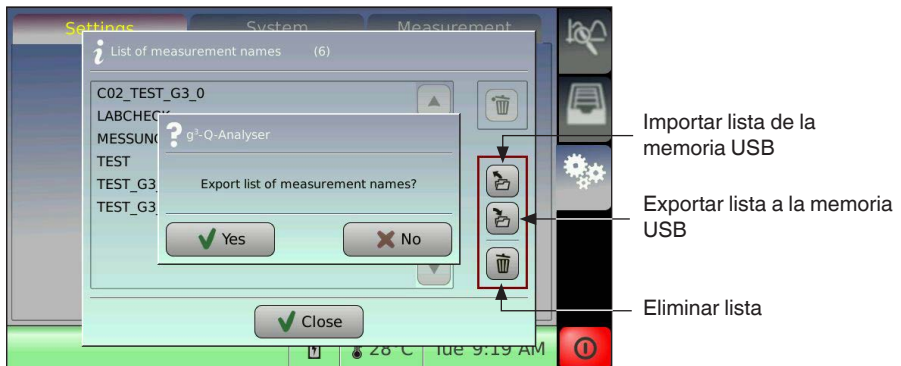 Settings System Measurement
List of measurement names (6)
C02_TEST_G3_0
LABCHECK
MESSUNG
TEST
TEST_G3_
TEST_G3_
g³-Q-Analyser
Export list of measurement names?
Yes No
Close
28°C Tue 9:19 AM
Importar lista de la
memoria USB
Exportar lista a la memoria
USB
Eliminar lista